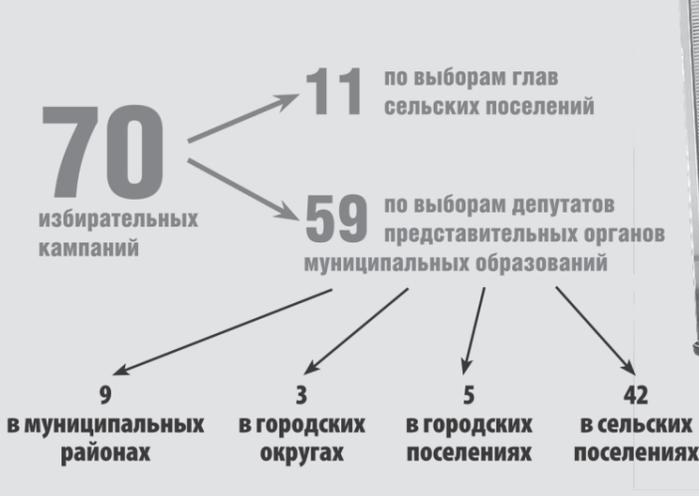 70
избирательных
кампаний
11
по выборам глав
сельских поселений
59
по выборам депутатов
представительных органов
муниципальных образований
9
в муниципальных
районах
3
в городских
округах
5
в городских
поселениях
42
в сельских
поселениях